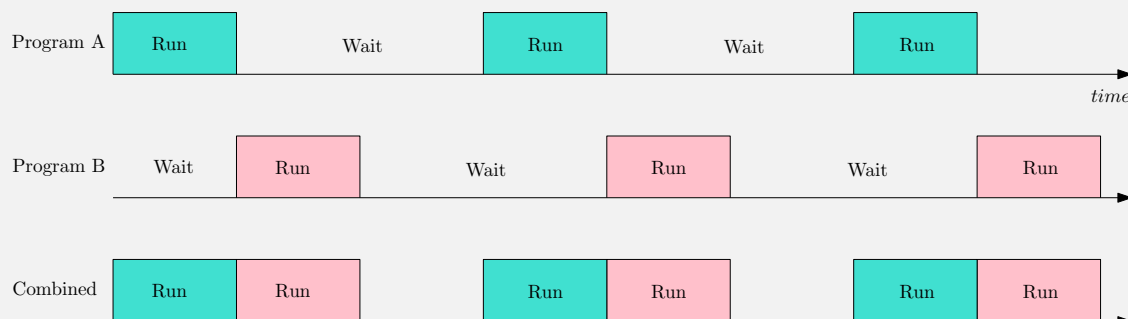 Program A Run Wait Run Wait Run
time
Program B Wait Run Wait Run Wait Run
Combined Run Run Run Run Run Run